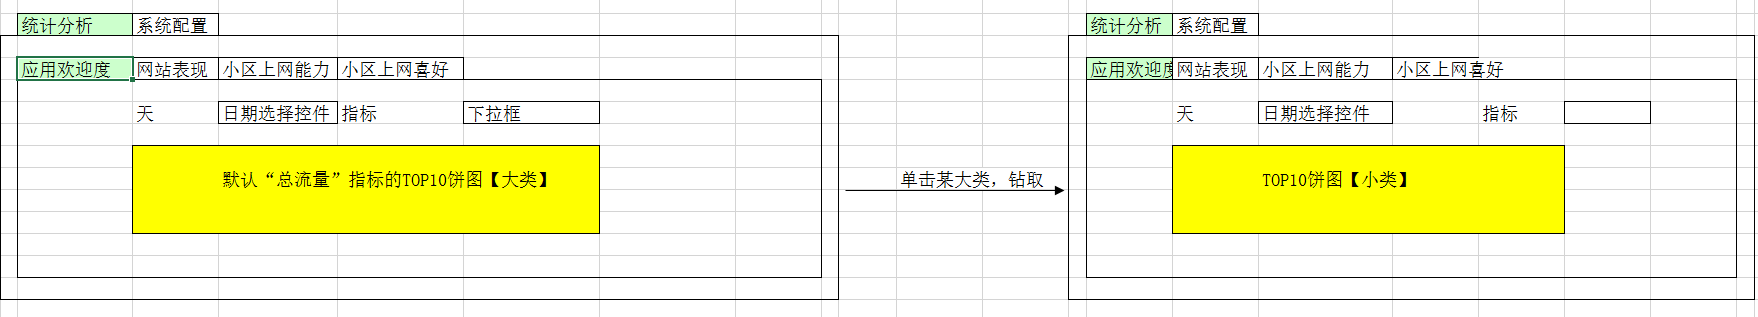 统计分析 系统配置
应用欢迎度 网站表现 小区上网能力 小区上网喜好
天 日期选择控件 指标 下拉框
默认“总流量”指标的TOP10饼图【大类】
单击某大类，钻取
统计分析 系统配置
应用欢迎度 网站表现 小区上网能力 小区上网喜好
天 日期选择控件 指标
TOP10饼图【小类】